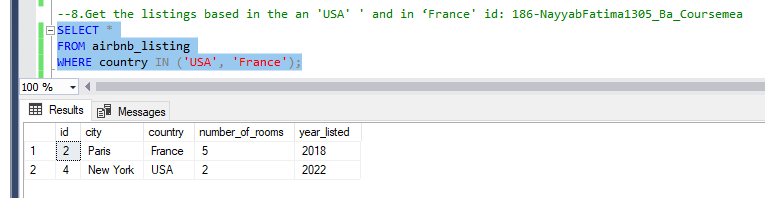 --8.Get the listings based in the an 'USA' ' and in ‘France’ id: 186-NayyabFatima1305_Ba_Coursemea
SELECT *
FROM airbnb_listing
WHERE country IN ('USA', 'France');
100 %
Results Messages
id city country number_of_rooms year_listed
1 2 Paris France 5 2018
2 4 New York USA 2 2022